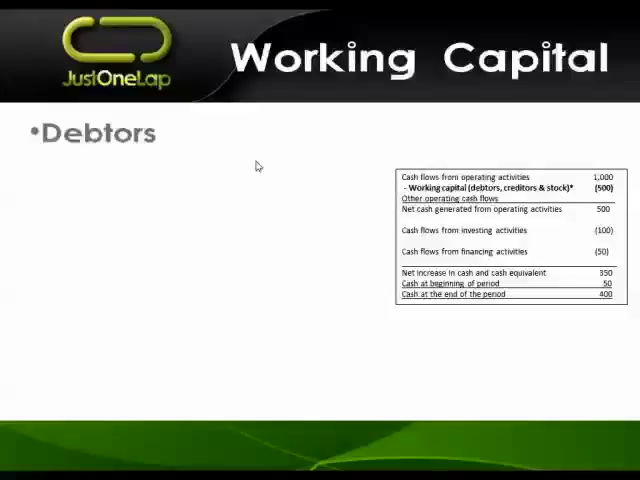 JustOneLap
Working Capital
•Debtors
Cash flows from operating activities 1,000
- Working capital (debtors, creditors & stock)* (500)
Other operating cash flows
Net cash generated from operating activities 500
Cash flows from investing activities (100)
Cash flows from financing activities (50)
Net increase in cash and cash equivalent 350
Cash at beginning of period 50
Cash at the end of the period 400